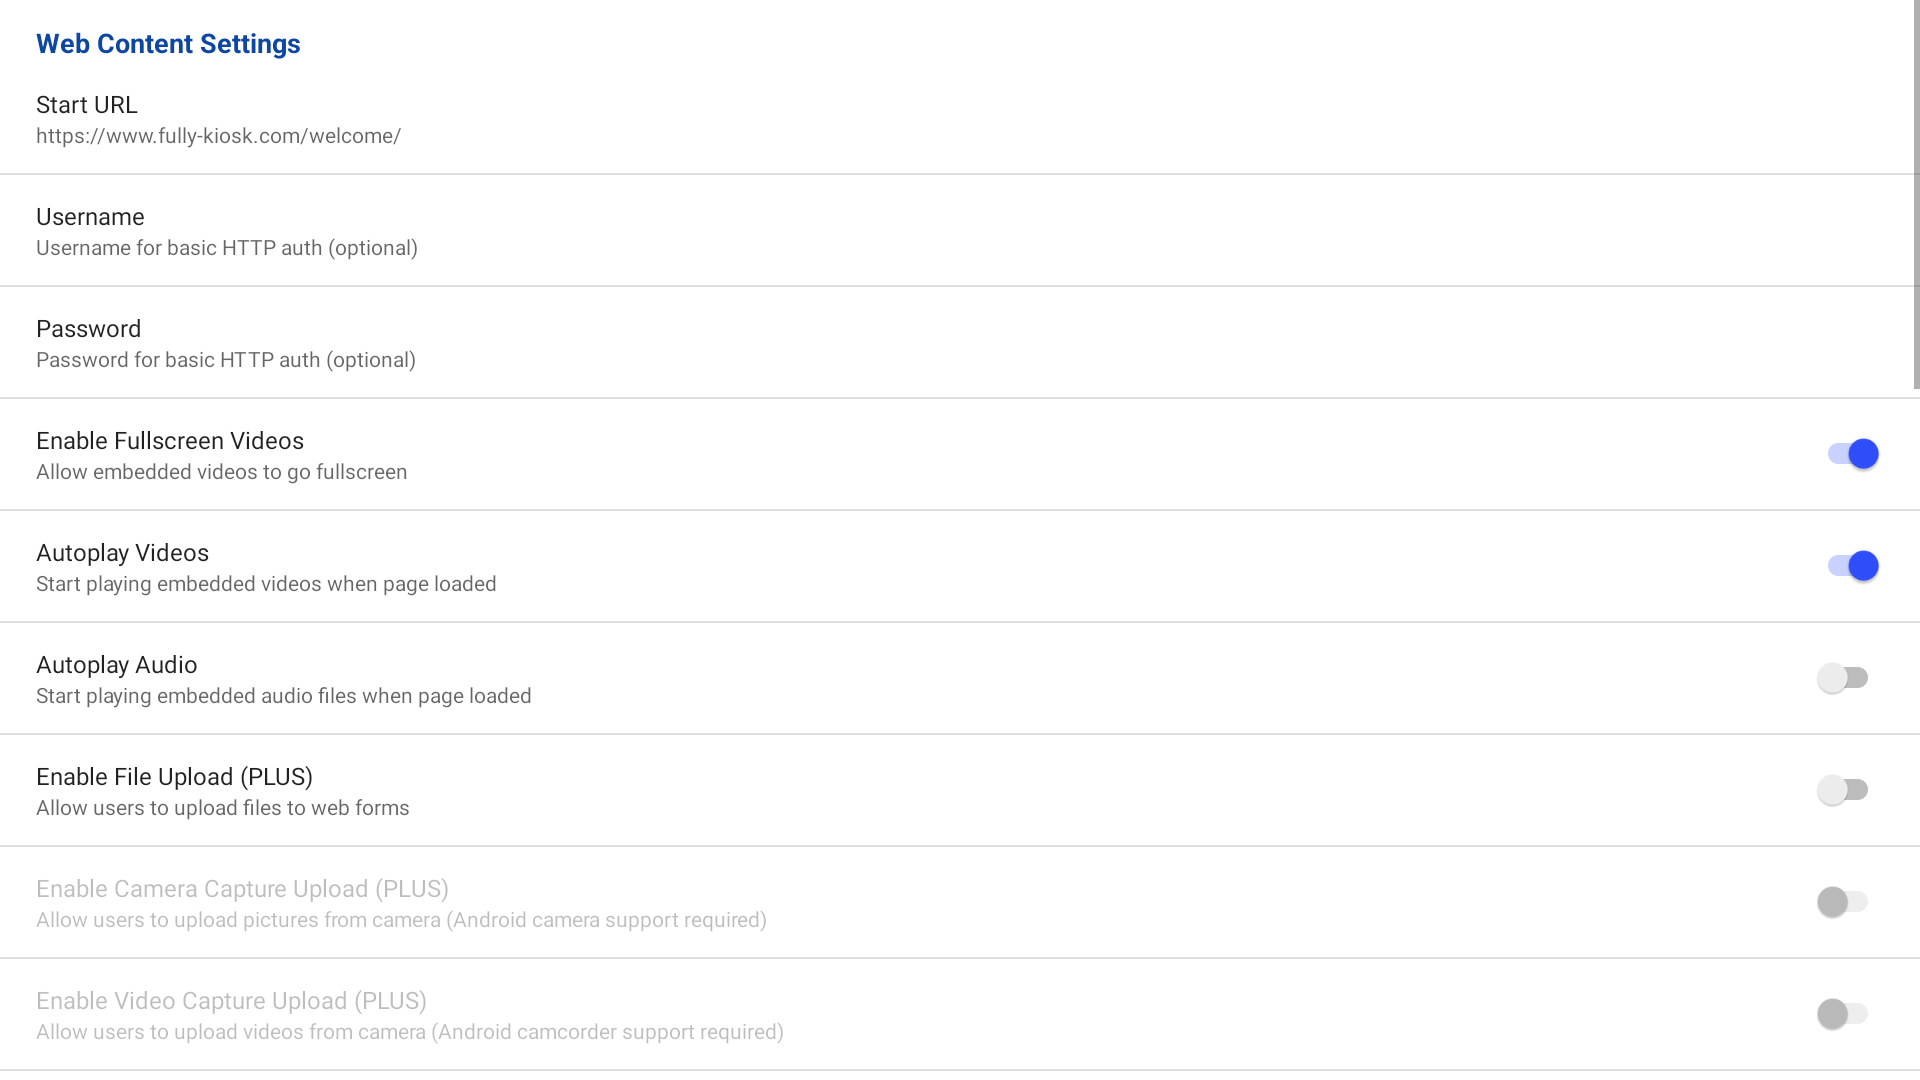 Web Content Settings
Start URL
https://www.fully-kiosk.com/welcome/
Username
Username for basic HTTP auth (optional)
Password
Password for basic HTTP auth (optional)
Enable Fullscreen Videos
Allow embedded videos to go fullscreen
Autoplay Videos
Start playing embedded videos when page loaded
Autoplay Audio
Start playing embedded audio files when page loaded
Enable File Upload (PLUS)
Allow users to upload files to web forms
Enable Camera Capture Upload (PLUS)
Allow users to upload pictures from camera (Android camera support required)
Enable Video Capture Upload (PLUS)
Allow users to upload videos from camera (Android camcorder support required)